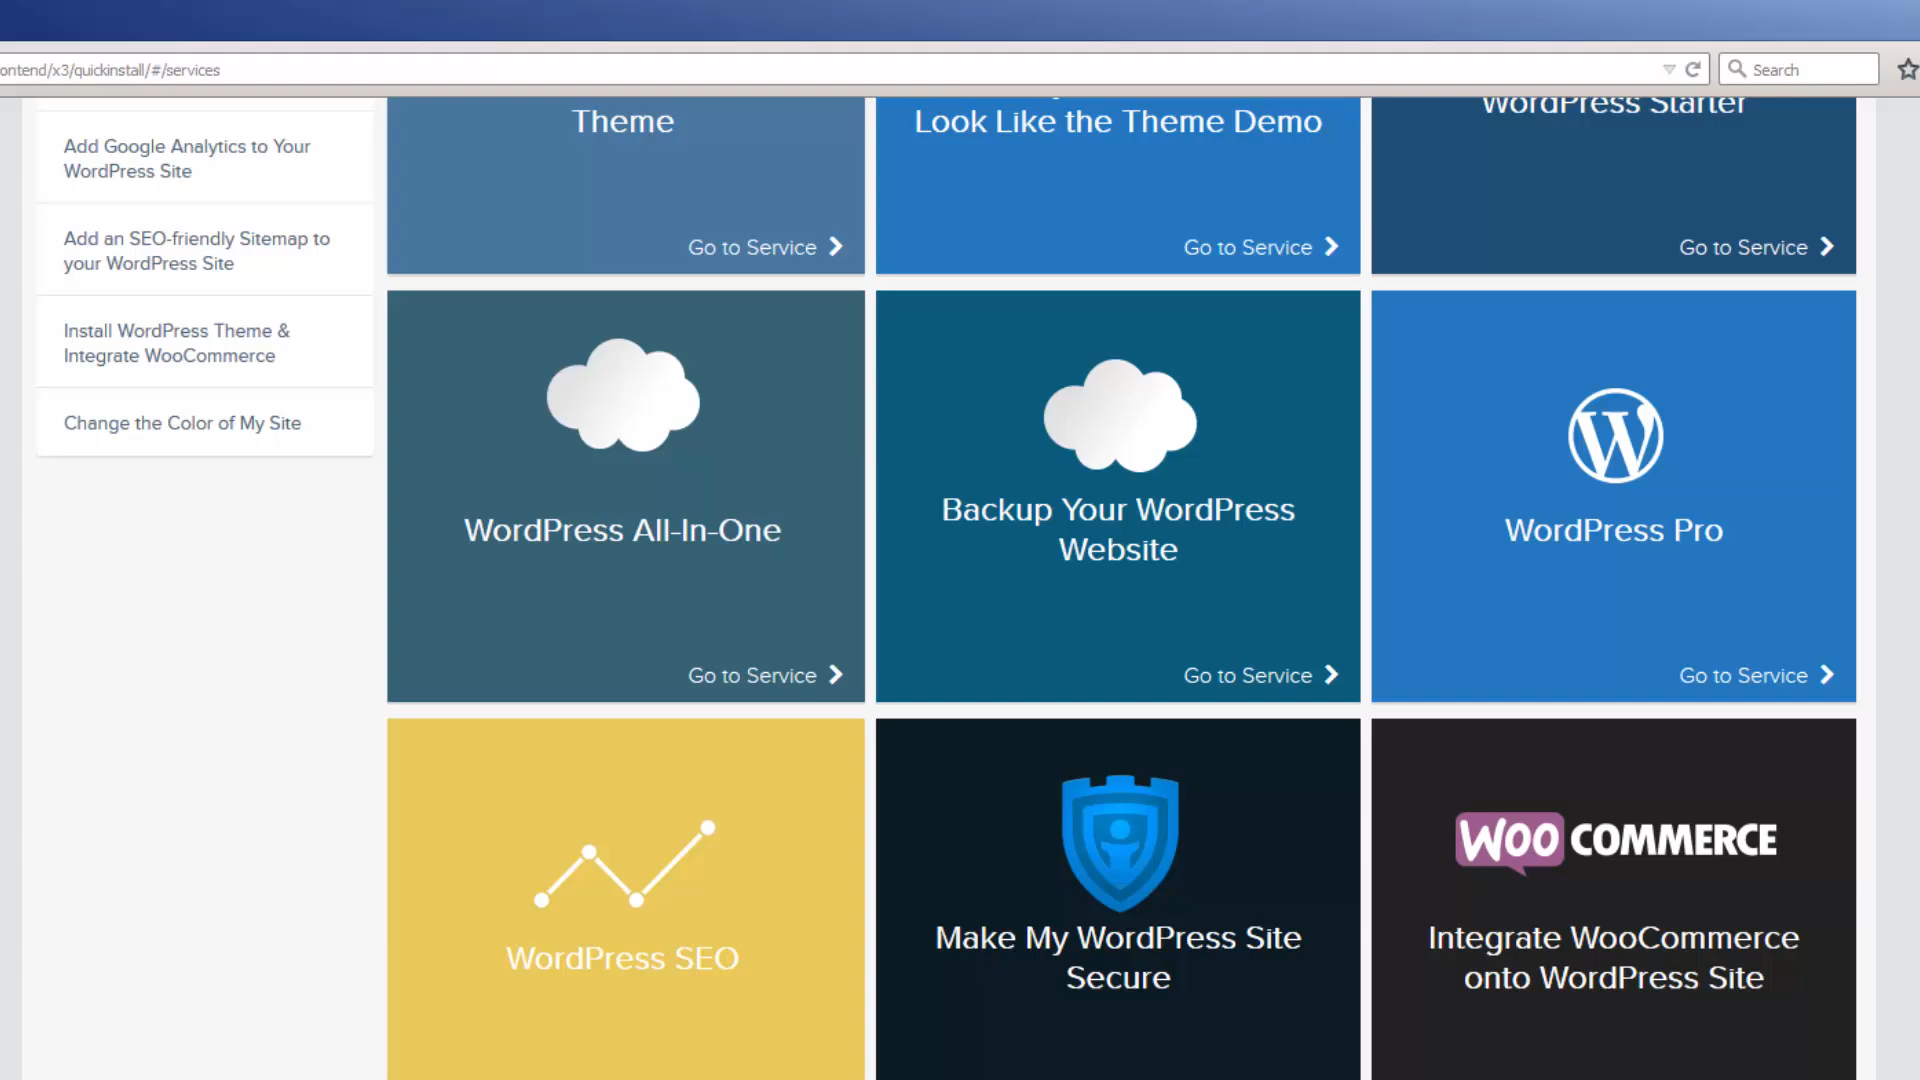 ontend/x3/quickinstall/#/services
Search
Add Google Analytics to Your
WordPress Site
Add an SEO-friendly Sitemap to
your WordPress Site
Install WordPress Theme &
Integrate WooCommerce
Change the Color of My Site
Theme
Go to Service
Look Like the Theme Demo
Go to Service
WordPress Starter
Go to Service
WordPress All-In-One
Go to Service
Backup Your WordPress
Website
Go to Service
WordPress Pro
Go to Service
WordPress SEO
Make My WordPress Site
Secure
WOO COMMERCE
Integrate WooCommerce
onto WordPress Site